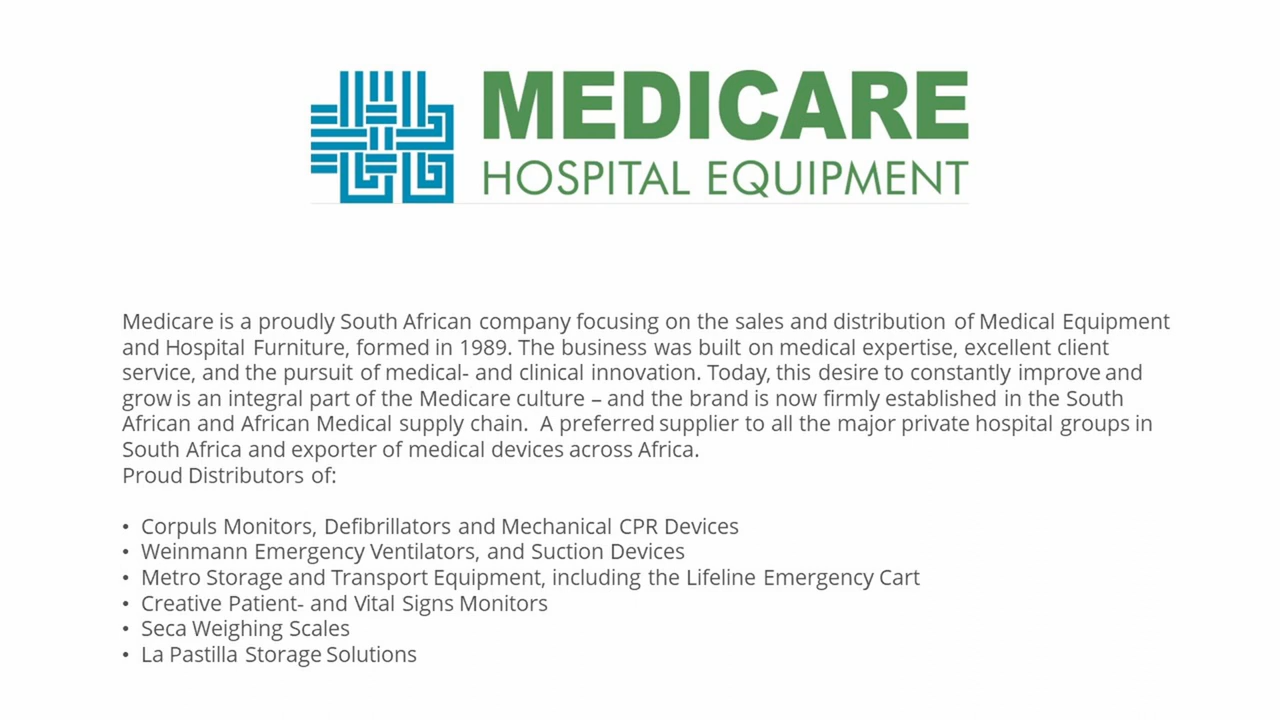 MEDICARE
HOSPITAL EQUIPMENT
Medicare is a proudly South African company focusing on the sales and distribution of Medical Equipment
and Hospital Furniture, formed in 1989. The business was built on medical expertise, excellent client
service, and the pursuit of medical- and clinical innovation. Today, this desire to constantly improve and
grow is an integral part of the Medicare culture – and the brand is now firmly established in the South
African and African Medical supply chain.  A preferred supplier to all the major private hospital groups in
South Africa and exporter of medical devices across Africa.
Proud Distributors of:
• Corpuls Monitors, Defibrillators and Mechanical CPR Devices
• Weinmann Emergency Ventilators, and Suction Devices
• Metro Storage and Transport Equipment, including the Lifeline Emergency Cart
• Creative Patient- and Vital Signs Monitors
• Seca Weighing Scales
• La Pastilla Storage Solutions